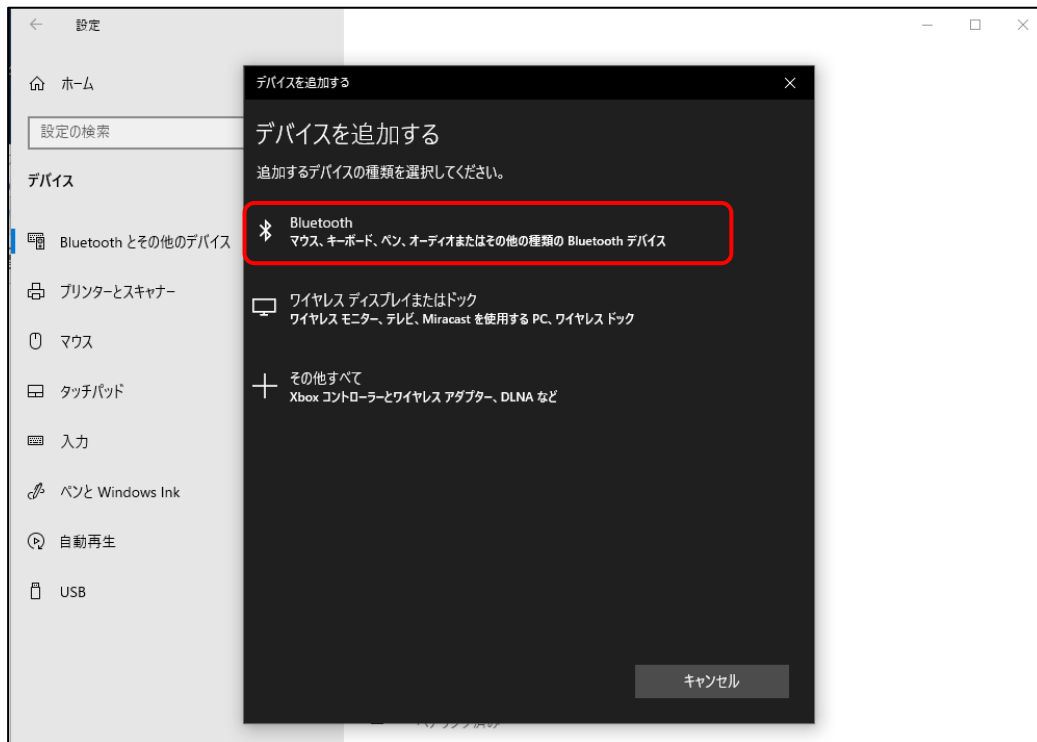 設定
ホーム
設定の検索
デバイス
Bluetooth とその他のデバイス
プリンターとスキャナー
マウス
タッチパッド
入力
ペンと Windows Ink
自動再生
USB
デバイスを追加する
デバイスを追加する
追加するデバイスの種類を選択してください。
Bluetooth
マウス、キーボード、ペン、オーディオまたはその他の種類の Bluetooth デバイス
ワイヤレス ディスプレイまたはドック
ワイヤレス モニター、テレビ、Miracast を使用する PC、ワイヤレス ドック
その他すべて
Xbox コントローラーとワイヤレス アダプター、DLNA など
キャンセル